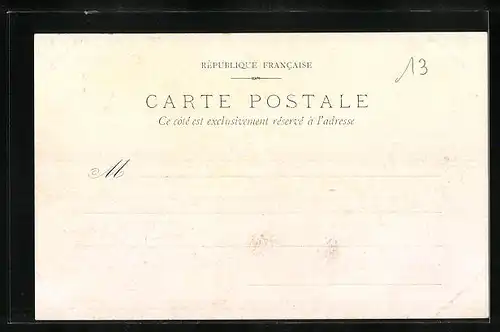 RÉPUBLIQUE FRANÇAISE
13
CARTE POSTALE
Ce côté est exclusivement réservé à l'adresse
M